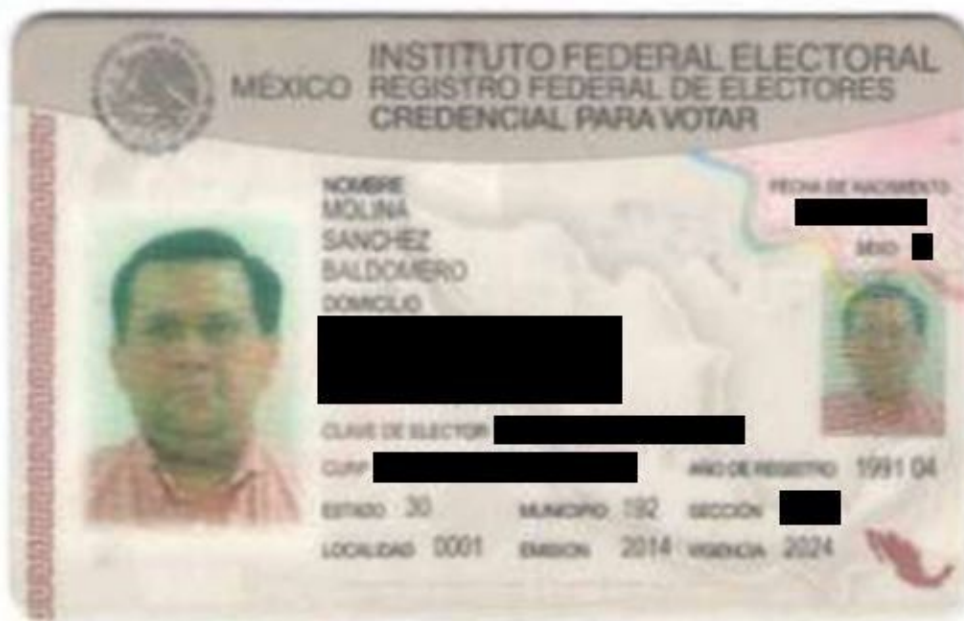 MÉXICO
INSTITUTO FEDERAL ELECTORAL
REGISTRO FEDERAL DE ELECTORES
CREDENCIAL PARA VOTAR
NOMBRE
MOLINA
SANCHEZ
BALDOMERO
FECHA DE NACIMIENTO
SEXO
DOMICILIO
CLAVE DE ELECTOR
CURP
AÑO DE REGISTRO 1991 04
ESTADO 30 MUNICIPIO 192 SECCIÓN
LOCALIDAD 0001 EMISIÓN 2014 VIGENCIA 2024